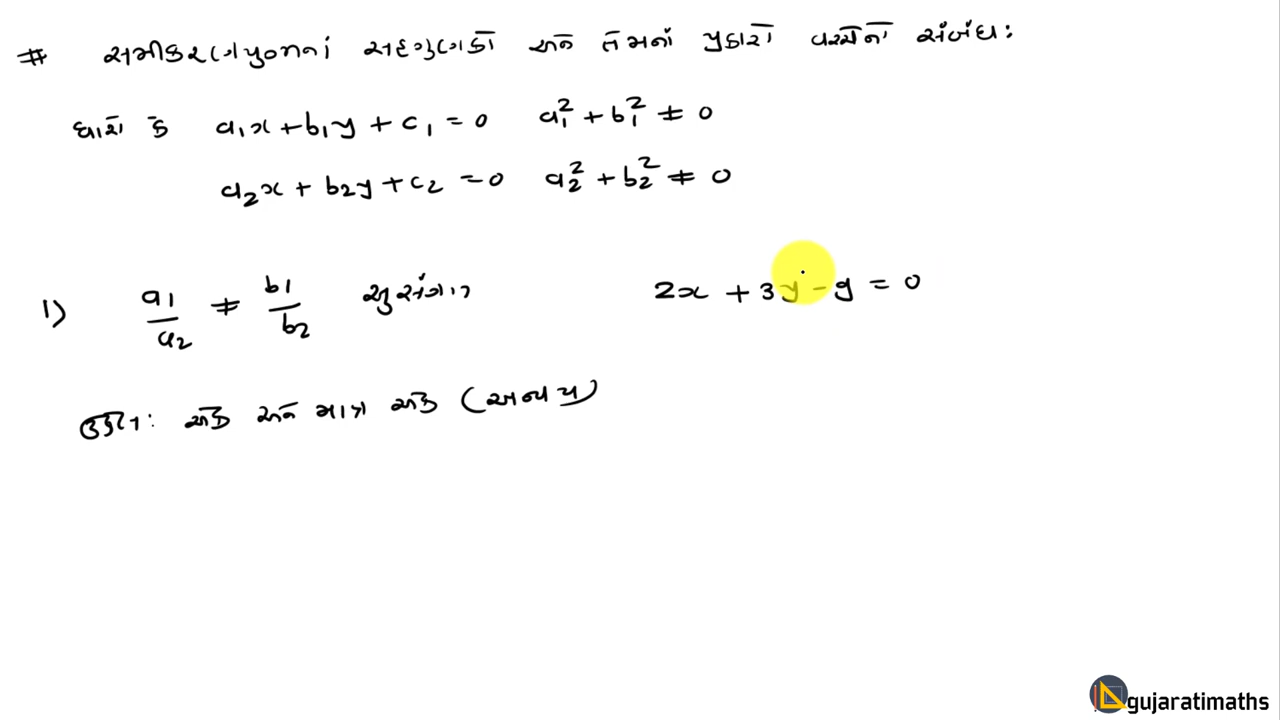 # સમીકરણયુગ્મનાં સહગુણકો અને તેમનાં પ્રકારો વચ્ચેનો સંબંધ:
ધારો કે a₁x + b₁y + c₁ = 0 a₁² + b₁² ≠ 0
a₂x + b₂y + c₂ = 0 a₂² + b₂² ≠ 0
1) a₁/a₂ ≠ b₁/b₂ સુસંગત 2x + 3y - 9 = 0
ઉકેલ: એક અને માત્ર એક (અનન્ય)
gujaratimaths